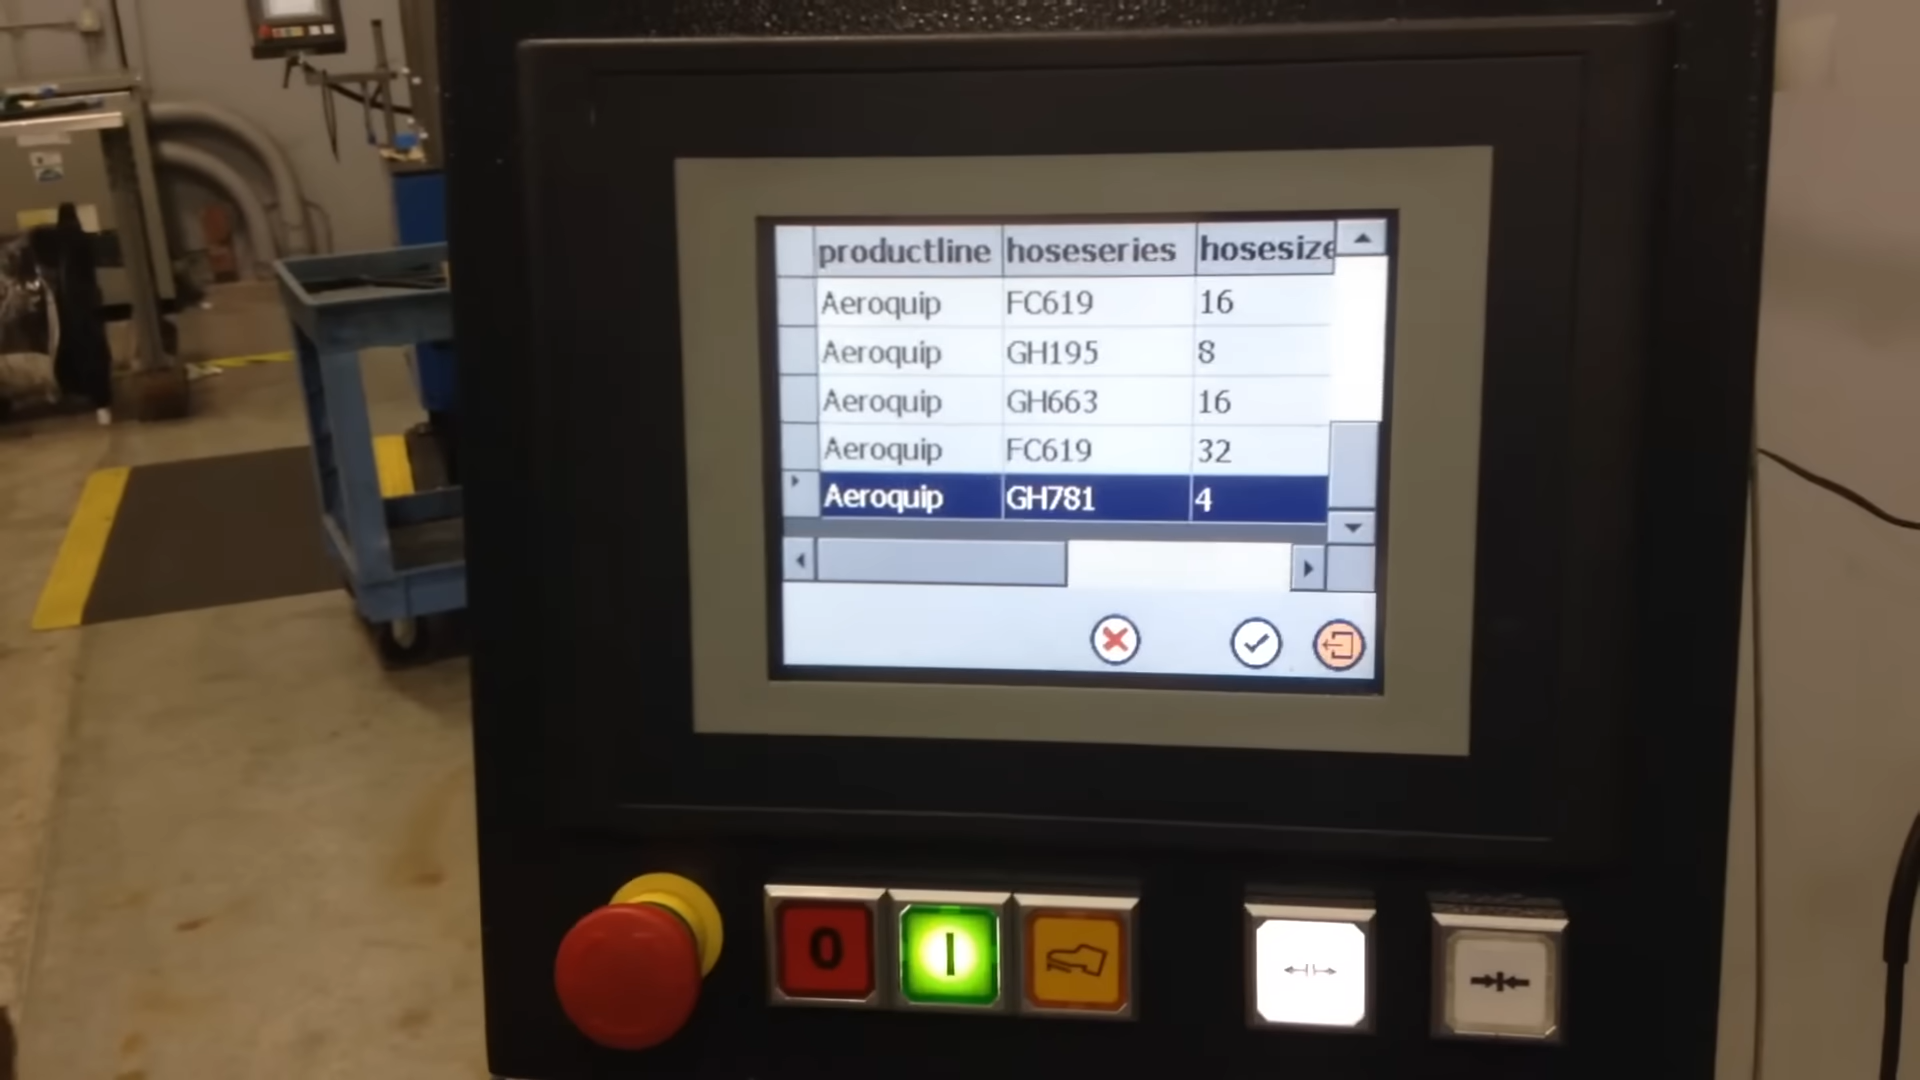 productline hoseseries hosesize
Aeroquip FC619 16
Aeroquip GH195 8
Aeroquip GH663 16
Aeroquip FC619 32
Aeroquip GH781 4
0 I